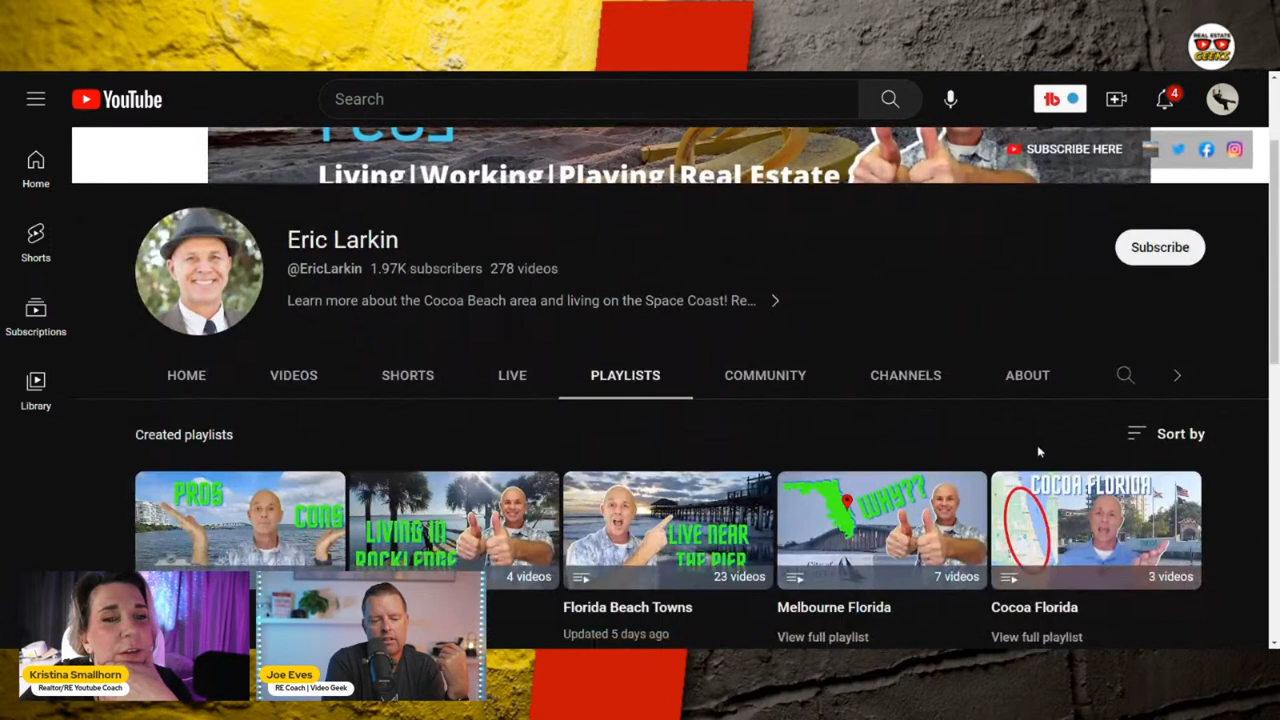 REAL ESTATE
GEEKS
YouTube
Search
4
SUBSCRIBE HERE
Living|Working|Playing|Real Estate
Home
Shorts
Subscriptions
Library
Eric Larkin
@EricLarkin 1.97K subscribers 278 videos
Learn more about the Cocoa Beach area and living on the Space Coast! Re...
Subscribe
HOME
VIDEOS
SHORTS
LIVE
PLAYLISTS
COMMUNITY
CHANNELS
ABOUT
Created playlists
Sort by
PROS
CONS
LIVING IN
ROCKLEDGE
4 videos
LIVE NEAR
THE PIER
23 videos
Florida Beach Towns
Updated 5 days ago
WHY??
7 videos
Melbourne Florida
View full playlist
COCOA FLORIDA
3 videos
Cocoa Florida
View full playlist
Kristina Smallhorn
Realtor/RE Youtube Coach
Joe Eves
RE Coach | Video Geek